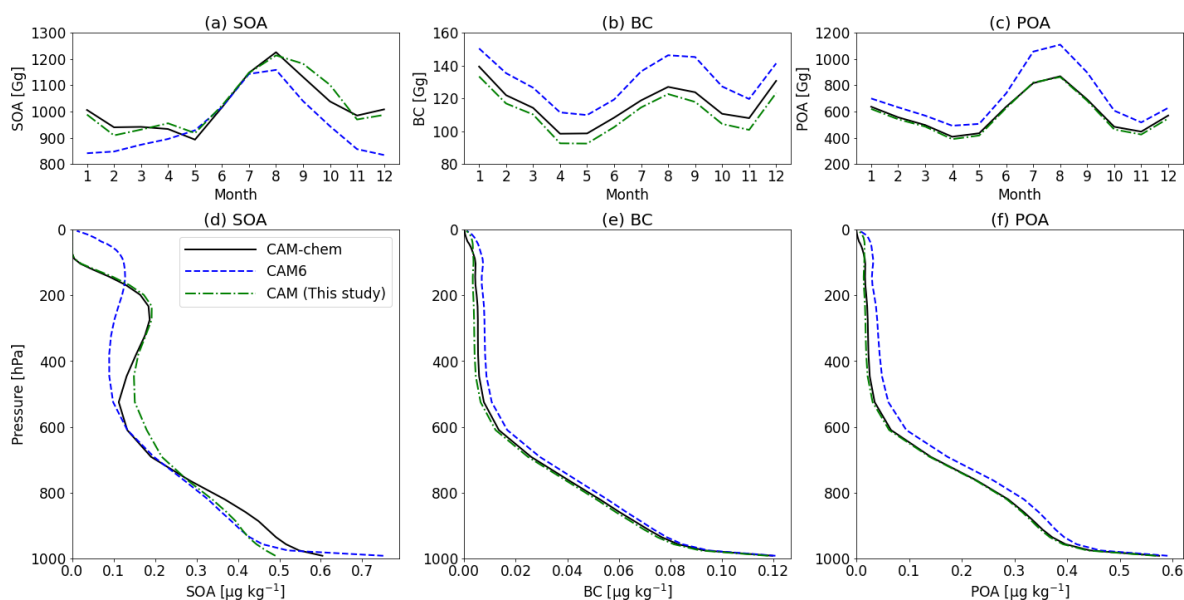 (a) SOA
SOA [Gg]
1300
1200
1100
1000
900
800
1 2 3 4 5 6 7 8 9 10 11 12
Month
(b) BC
BC [Gg]
160
140
120
100
80
1 2 3 4 5 6 7 8 9 10 11 12
Month
(c) POA
POA [Gg]
1200
1000
800
600
400
200
1 2 3 4 5 6 7 8 9 10 11 12
Month
(d) SOA
Pressure [hPa]
0
200
400
600
800
1000
CAM-chem
CAM6
CAM (This study)
0.0 0.1 0.2 0.3 0.4 0.5 0.6 0.7
SOA [µg kg⁻¹]
(e) BC
0
200
400
600
800
1000
0.00 0.02 0.04 0.06 0.08 0.10 0.12
BC [µg kg⁻¹]
(f) POA
0
200
400
600
800
1000
0.0 0.1 0.2 0.3 0.4 0.5 0.6
POA [µg kg⁻¹]